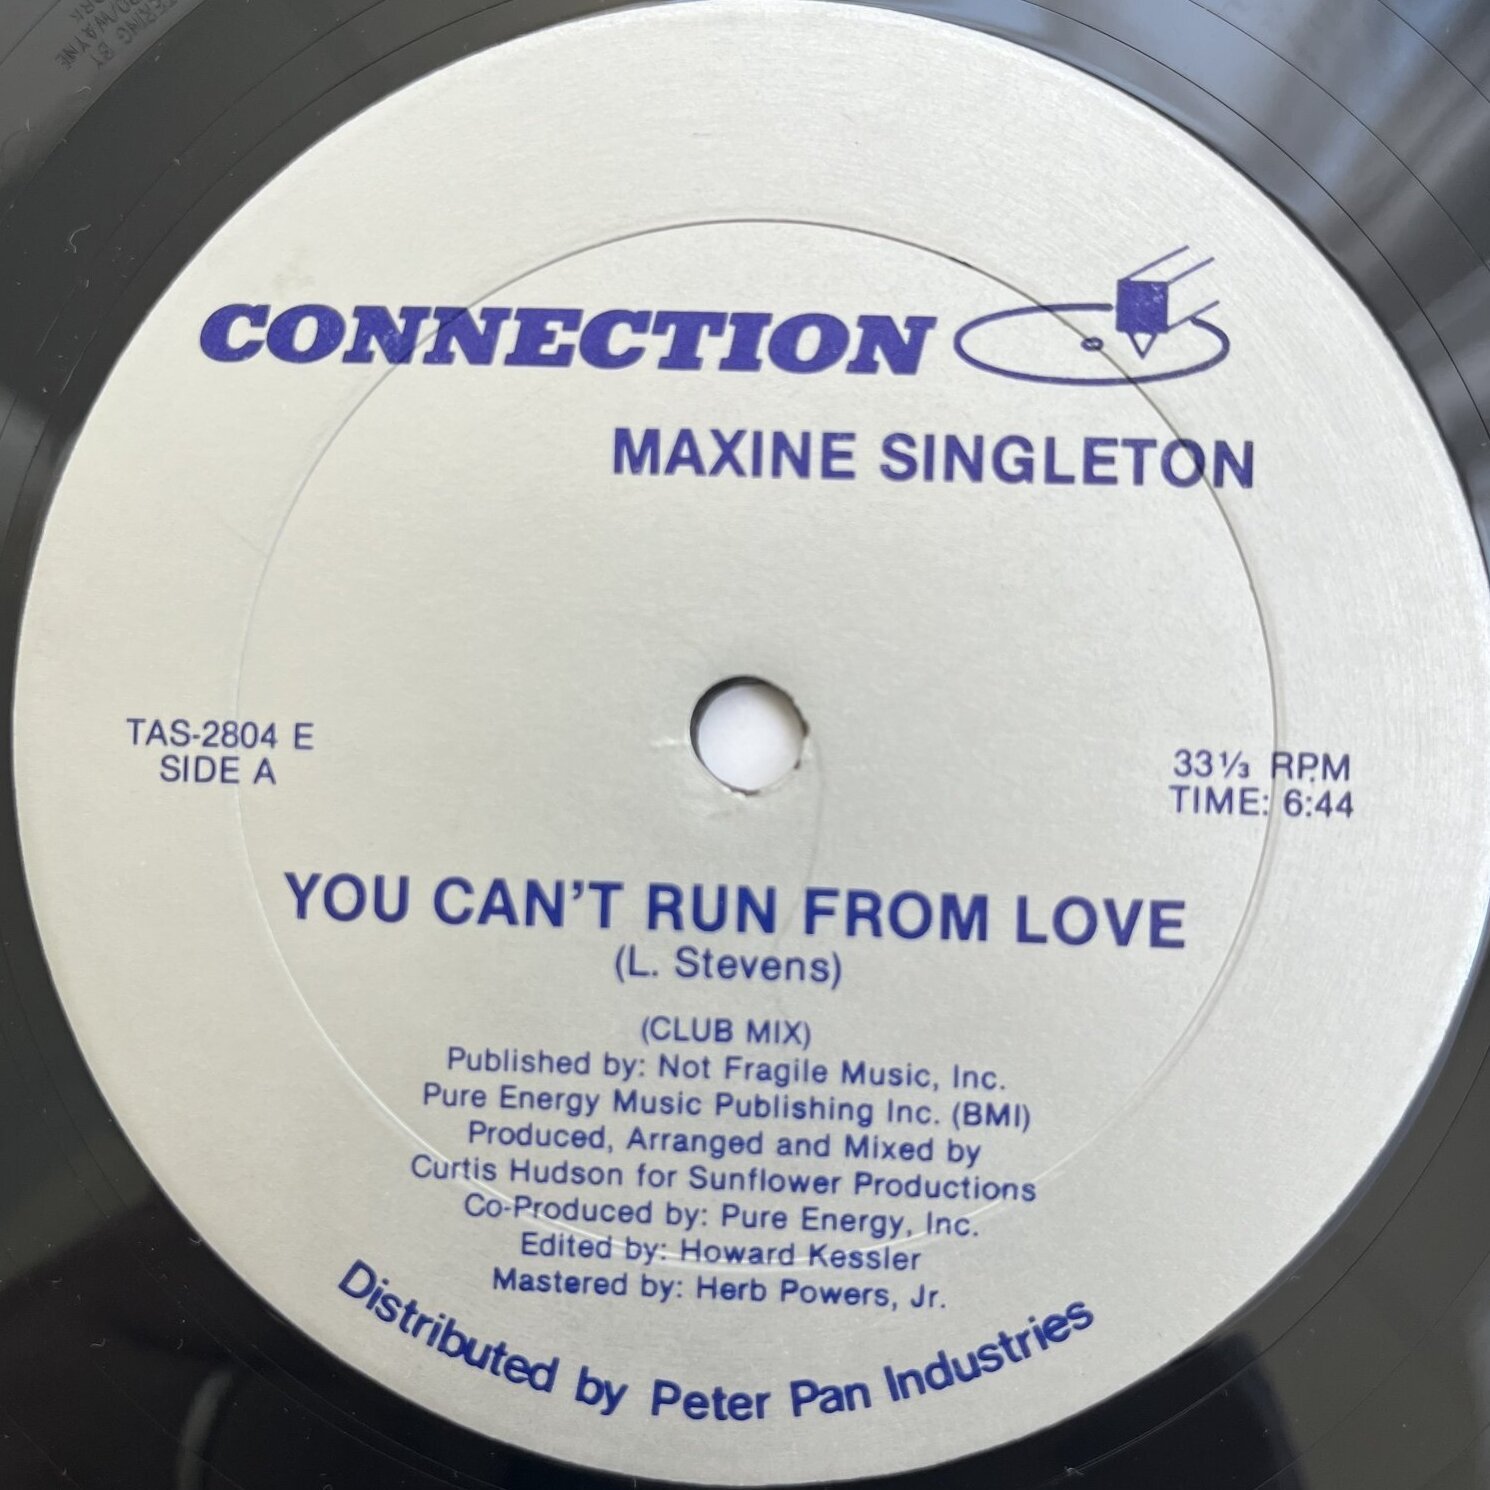 CONNECTION
MAXINE SINGLETON
TAS-2804 E
SIDE A
33⅓ RPM
TIME: 6:44
YOU CAN'T RUN FROM LOVE
(L. Stevens)
(CLUB MIX)
Published by: Not Fragile Music, Inc.
Pure Energy Music Publishing Inc. (BMI)
Produced, Arranged and Mixed by
Curtis Hudson for Sunflower Productions
Co-Produced by: Pure Energy, Inc.
Edited by: Howard Kessler
Mastered by: Herb Powers, Jr.
Distributed by Peter Pan Industries